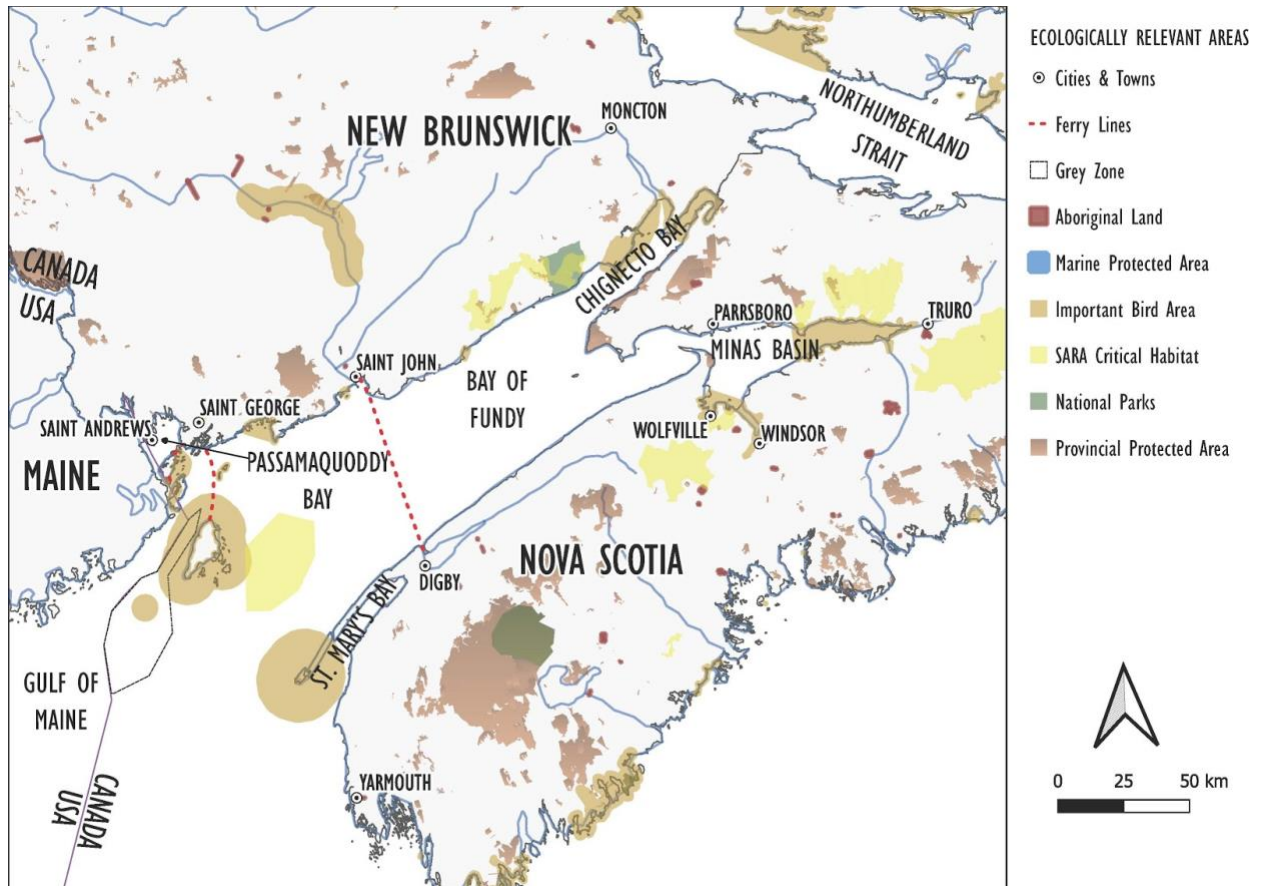 NEW BRUNSWICK
MONCTON
NORTHUMBERLAND
STRAIT
CANADA
USA
CHIGNECTO BAY
PARRSBORO
TRURO
MINAS BASIN
SAINT JOHN
BAY OF
FUNDY
SAINT GEORGE
SAINT ANDREWS
WOLFVILLE
WINDSOR
MAINE
PASSAMAQUODDY
BAY
NOVA SCOTIA
DIGBY
ST. MARY'S BAY
GULF OF
MAINE
YARMOUTH
CANADA
USA
ECOLOGICALLY RELEVANT AREAS
Cities & Towns
Ferry Lines
Grey Zone
Aboriginal Land
Marine Protected Area
Important Bird Area
SARA Critical Habitat
National Parks
Provincial Protected Area
0 25 50 km